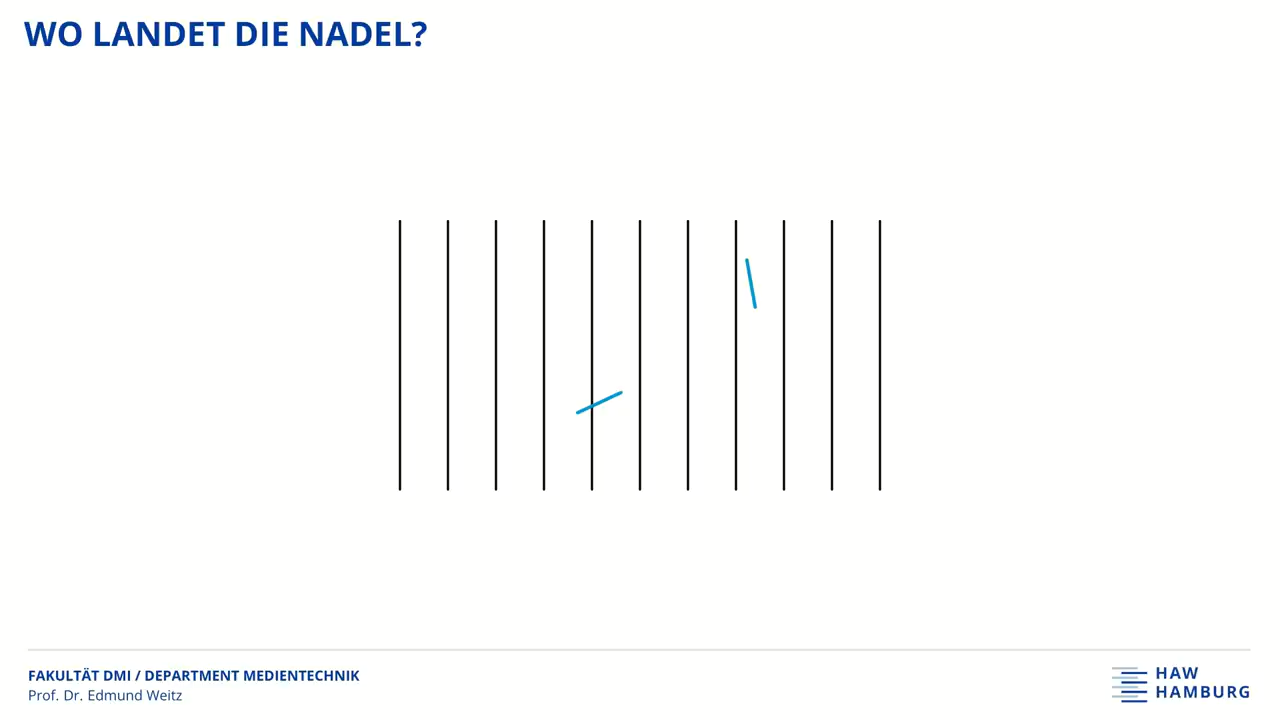 WO LANDET DIE NADEL?
FAKULTÄT DMI / DEPARTMENT MEDIENTECHNIK
Prof. Dr. Edmund Weitz
HAW
HAMBURG